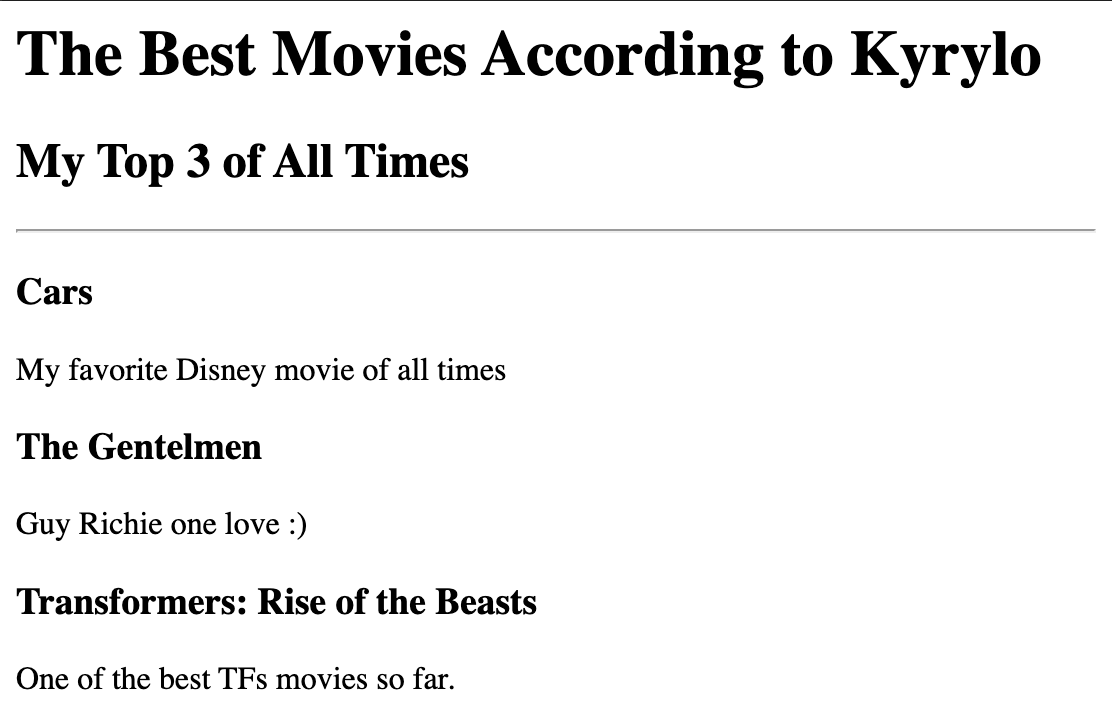 The Best Movies According to Kyrylo
My Top 3 of All Times
Cars
My favorite Disney movie of all times
The Gentelmen
Guy Richie one love :)
Transformers: Rise of the Beasts
One of the best TFs movies so far.